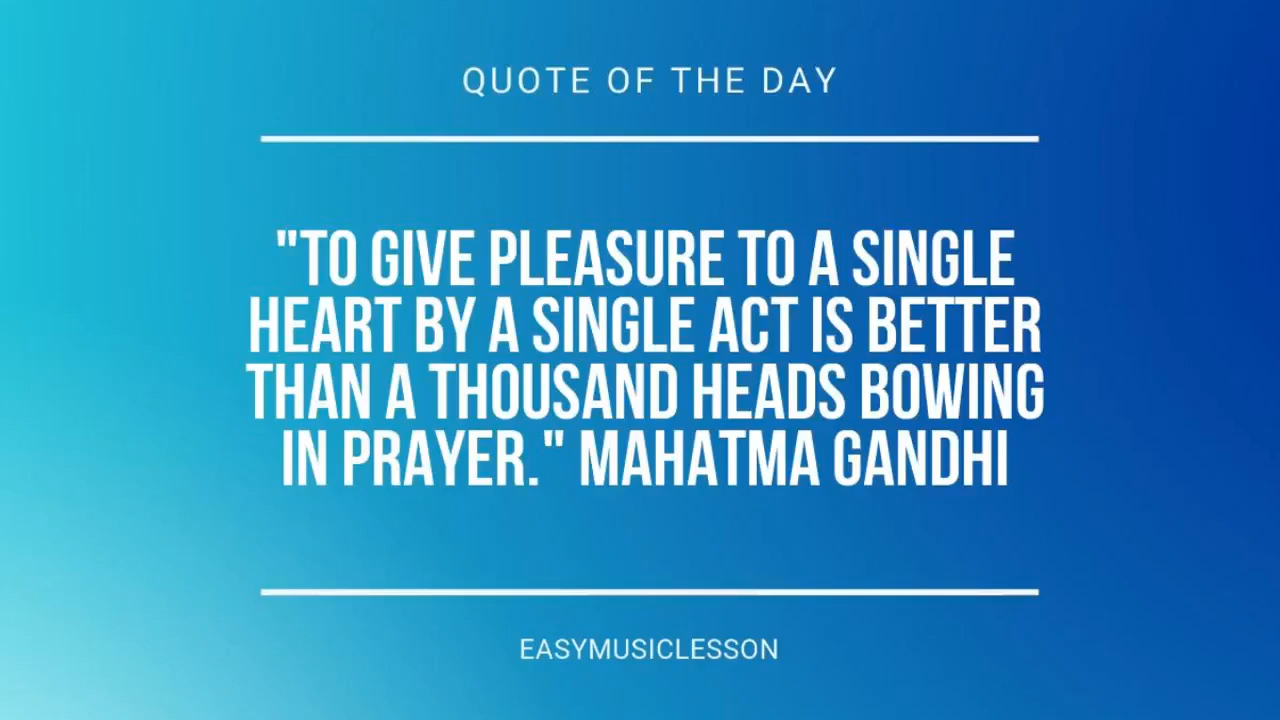 QUOTE OF THE DAY
"TO GIVE PLEASURE TO A SINGLE
HEART BY A SINGLE ACT IS BETTER
THAN A THOUSAND HEADS BOWING
IN PRAYER." MAHATMA GANDHI
EASYMUSICLESSON